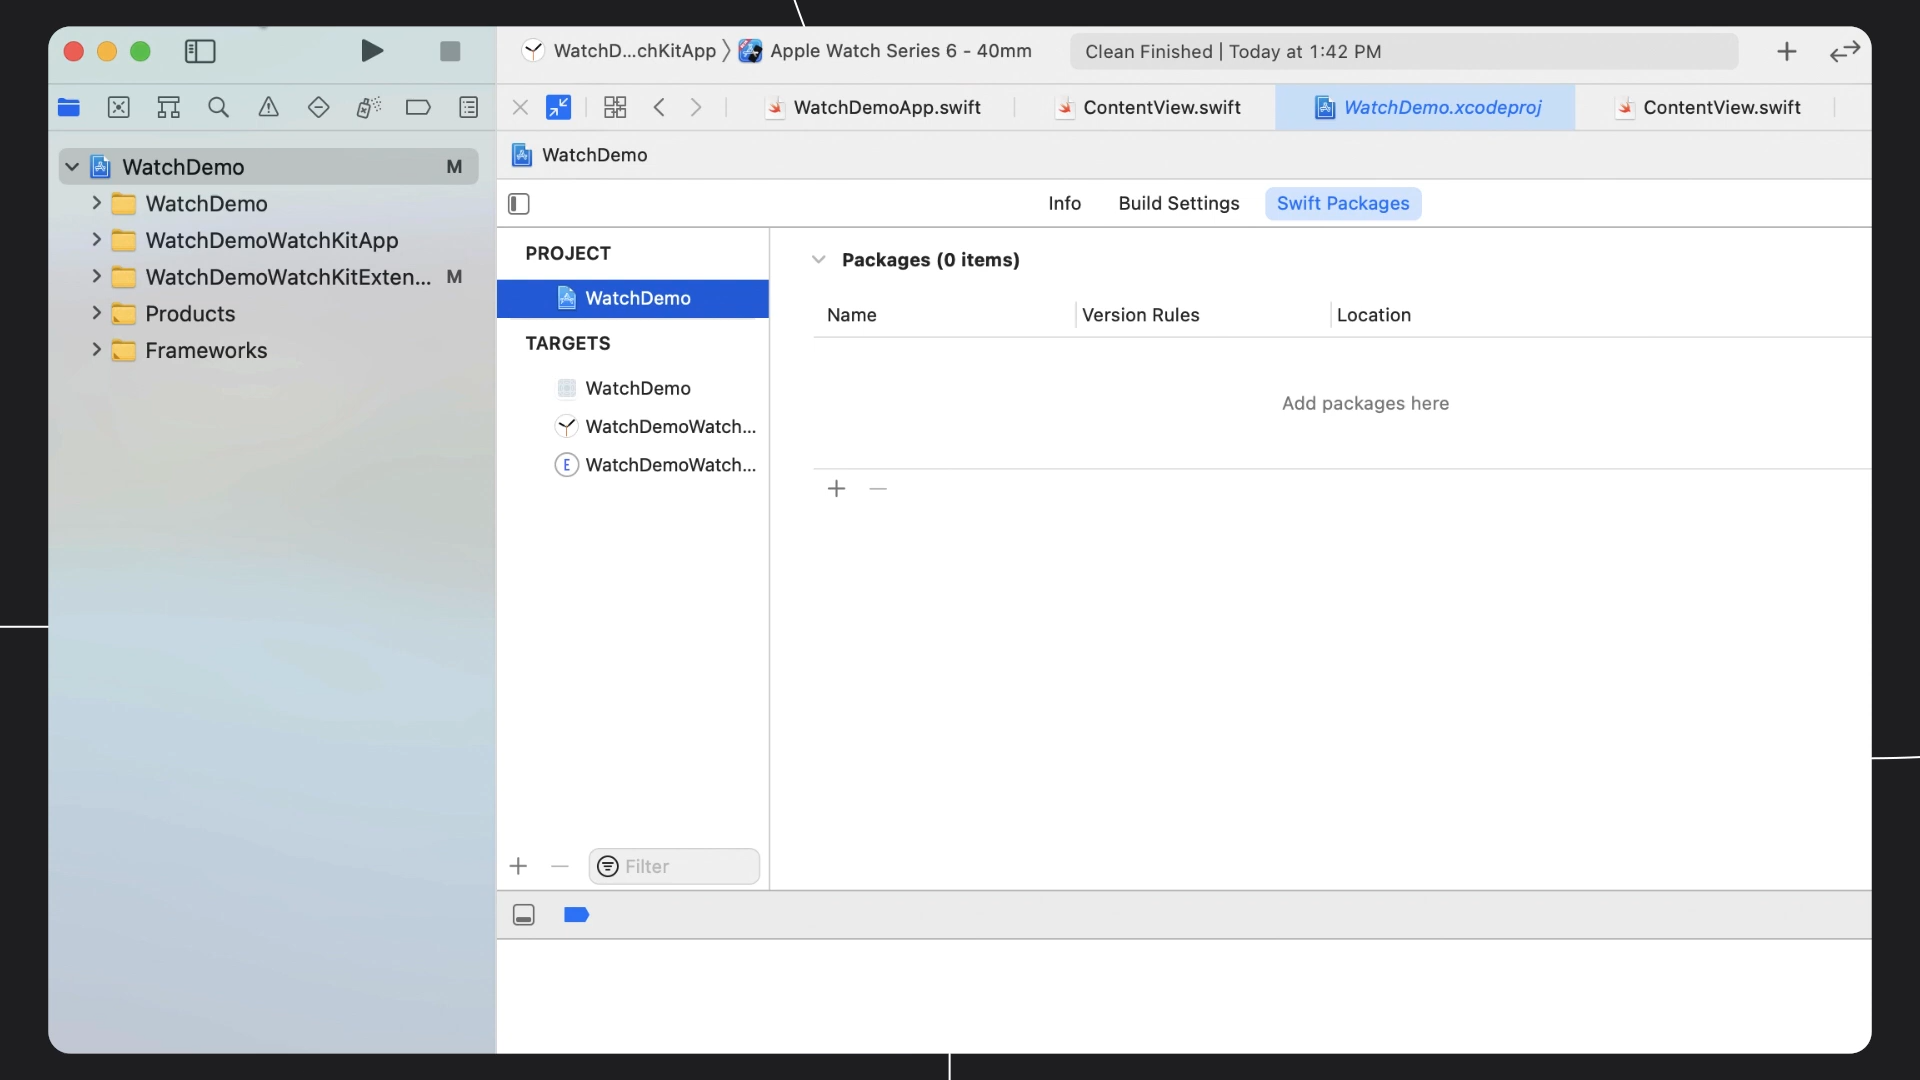 WatchD...chKitApp
Apple Watch Series 6 - 40mm
Clean Finished | Today at 1:42 PM
WatchDemoApp.swift
ContentView.swift
WatchDemo.xcodeproj
ContentView.swift
WatchDemo
WatchDemo M
WatchDemo
WatchDemoWatchKitApp
WatchDemoWatchKitExten... M
Products
Frameworks
Info
Build Settings
Swift Packages
PROJECT
WatchDemo
TARGETS
WatchDemo
WatchDemoWatch...
E WatchDemoWatch...
Packages (0 items)
Name
Version Rules
Location
Add packages here
Filter